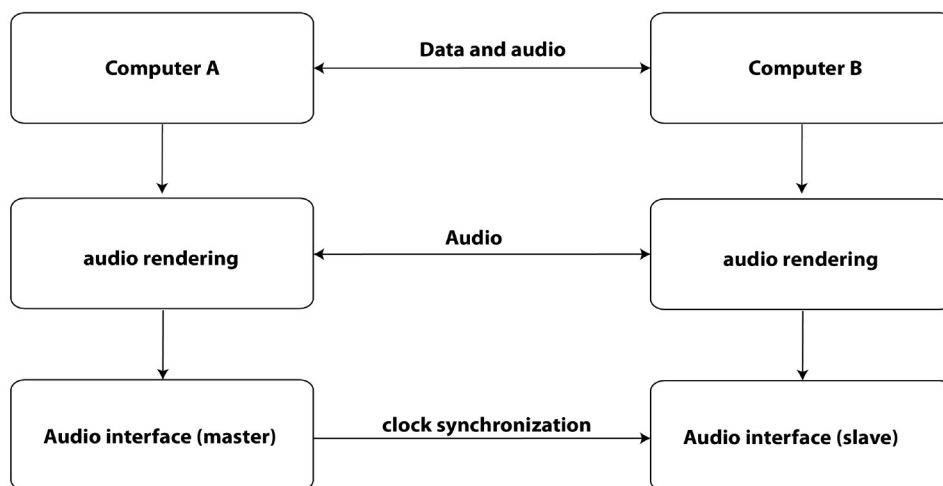 Data and audio
Computer A
Computer B
Audio
audio rendering
audio rendering
clock synchronization
Audio interface (master)
Audio interface (slave)